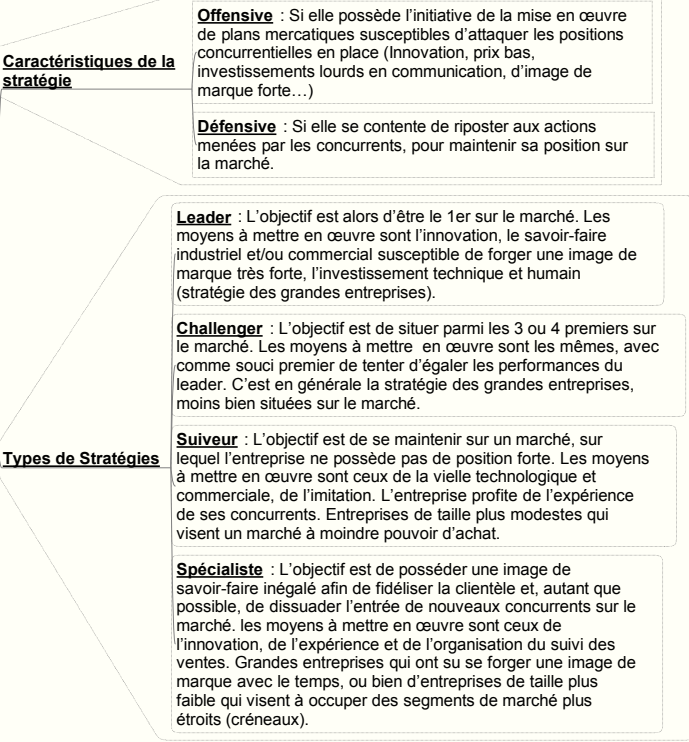 Caractéristiques de la
stratégie
Offensive : Si elle possède l'initiative de la mise en œuvre
de plans mercatiques susceptibles d'attaquer les positions
concurrentielles en place (Innovation, prix bas,
investissements lourds en communication, d'image de
marque forte…)
Défensive : Si elle se contente de riposter aux actions
menées par les concurrents, pour maintenir sa position sur
la marché.
Types de Stratégies
Leader : L'objectif est alors d'être le 1er sur le marché. Les
moyens à mettre en œuvre sont l'innovation, le savoir-faire
industriel et/ou commercial susceptible de forger une image de
marque très forte, l'investissement technique et humain
(stratégie des grandes entreprises).
Challenger : L'objectif est de situer parmi les 3 ou 4 premiers sur
le marché. Les moyens à mettre en œuvre sont les mêmes, avec
comme souci premier de tenter d'égaler les performances du
leader. C'est en générale la stratégie des grandes entreprises,
moins bien situées sur le marché.
Suiveur : L'objectif est de se maintenir sur un marché, sur
lequel l'entreprise ne possède pas de position forte. Les moyens
à mettre en œuvre sont ceux de la vielle technologique et
commerciale, de l'imitation. L'entreprise profite de l'expérience
de ses concurrents. Entreprises de taille plus modestes qui
visent un marché à moindre pouvoir d'achat.
Spécialiste : L'objectif est de posséder une image de
savoir-faire inégalé afin de fidéliser la clientèle et, autant que
possible, de dissuader l'entrée de nouveaux concurrents sur le
marché. les moyens à mettre en œuvre sont ceux de
l'innovation, de l'expérience et de l'organisation du suivi des
ventes. Grandes entreprises qui ont su se forger une image de
marque avec le temps, ou bien d'entreprises de taille plus
faible qui visent à occuper des segments de marché plus
étroits (créneaux).